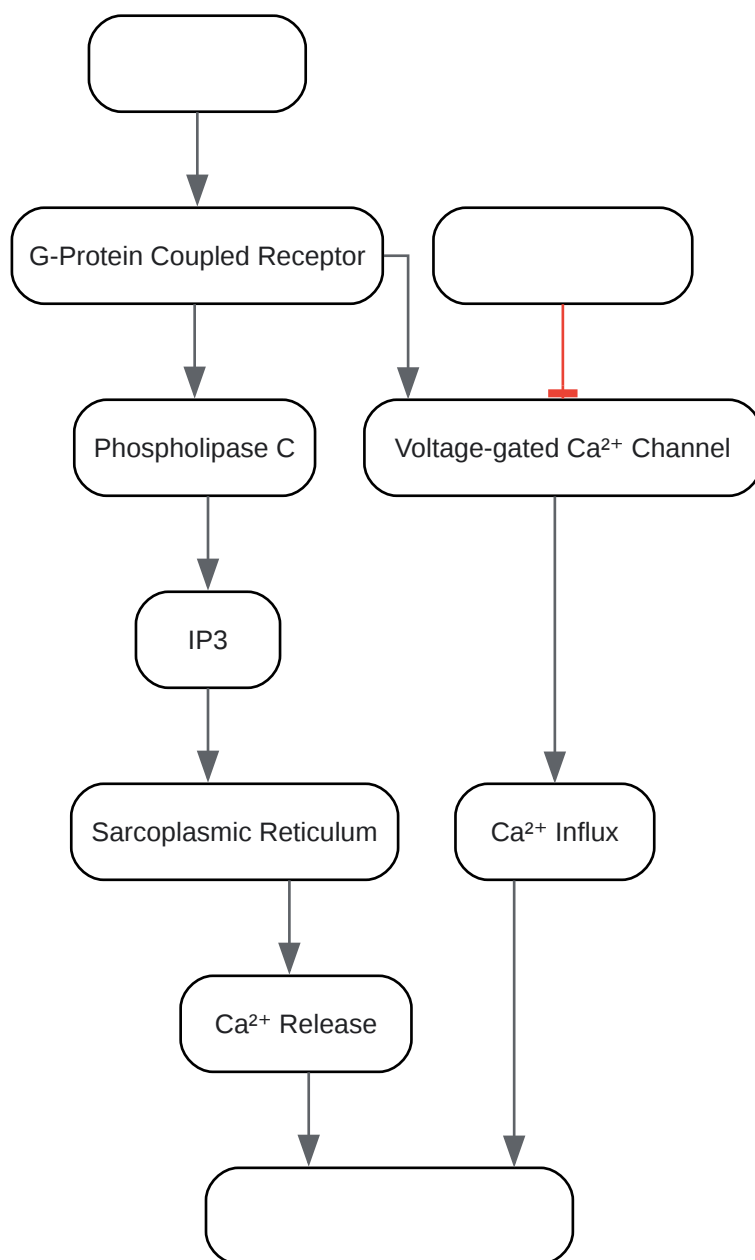 G-Protein Coupled Receptor
Phospholipase C
Voltage-gated Ca²⁺ Channel
IP3
Sarcoplasmic Reticulum
Ca²⁺ Influx
Ca²⁺ Release